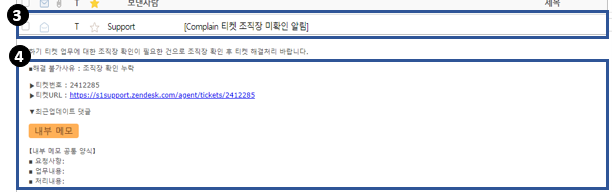 보낸사람 제목
3
T Support [Complain 티켓 조직장 미확인 알림]
하기 티켓 업무에 대한 조직장 확인이 필요한 건으로 조직장 확인 후 티켓 해결처리 바랍니다.
4
■해결 불가사유 : 조직장 확인 누락
▶티켓번호 : 2412285
▶티켓URL : https://s1support.zendesk.com/agent/tickets/2412285
▼최근업데이트 댓글
내부 메모
[내부 메모 공통 양식]
■ 요청사항:
■ 업무내용:
■ 처리내용: